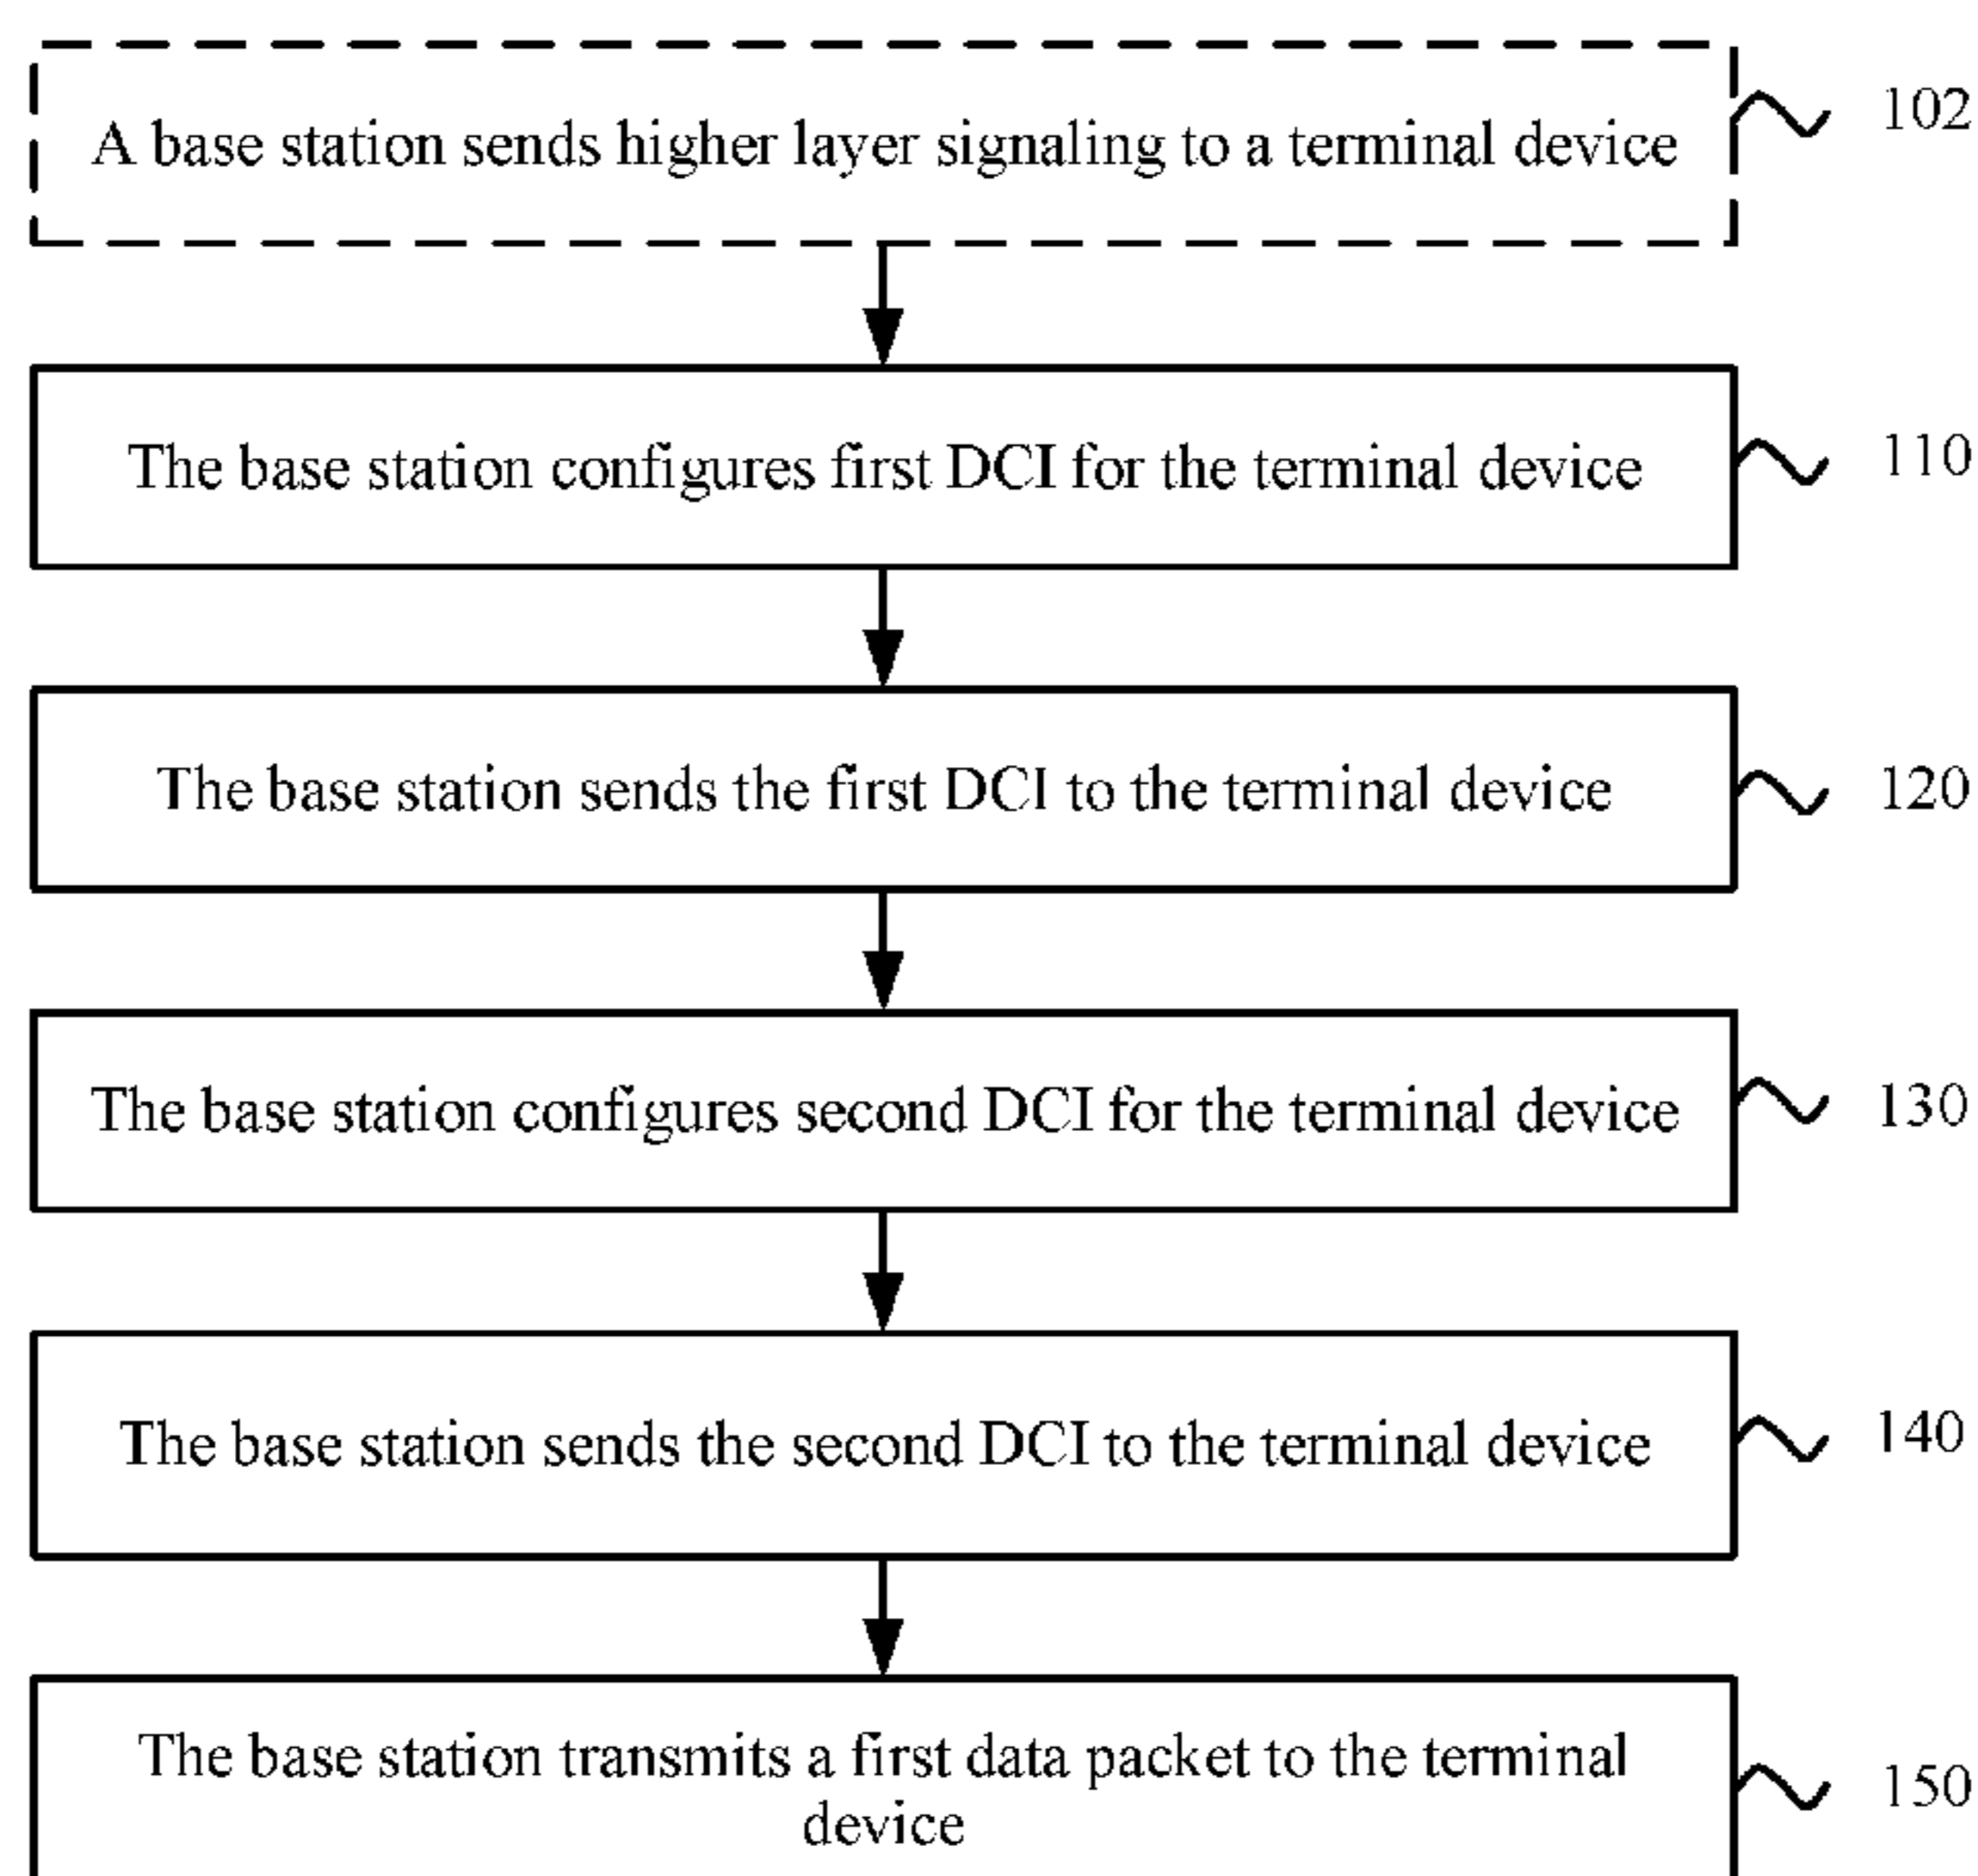 A base station sends higher layer signaling to a terminal device
102
The base station configures first DCI for the terminal device
110
The base station sends the first DCI to the terminal device
120
The base station configures second DCI for the terminal device
130
The base station sends the second DCI to the terminal device
140
The base station transmits a first data packet to the terminal
device
150